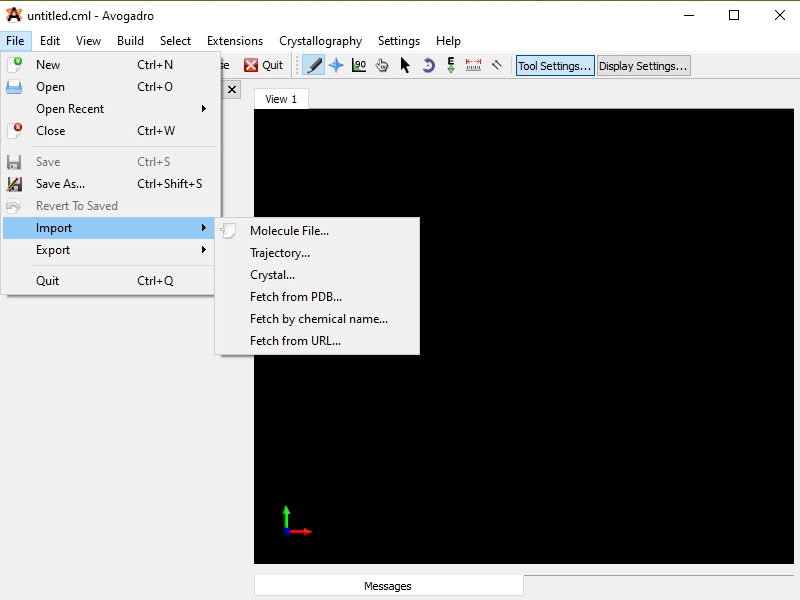 untitled.cml - Avogadro
File Edit View Build Select Extensions Crystallography Settings Help
Quit 90 E Tool Settings... Display Settings...
New Ctrl+N
Open Ctrl+O
Open Recent
Close Ctrl+W
Save Ctrl+S
Save As... Ctrl+Shift+S
Revert To Saved
Import
Export
Quit Ctrl+Q
Molecule File...
Trajectory...
Crystal...
Fetch from PDB...
Fetch by chemical name...
Fetch from URL...
View 1
Messages